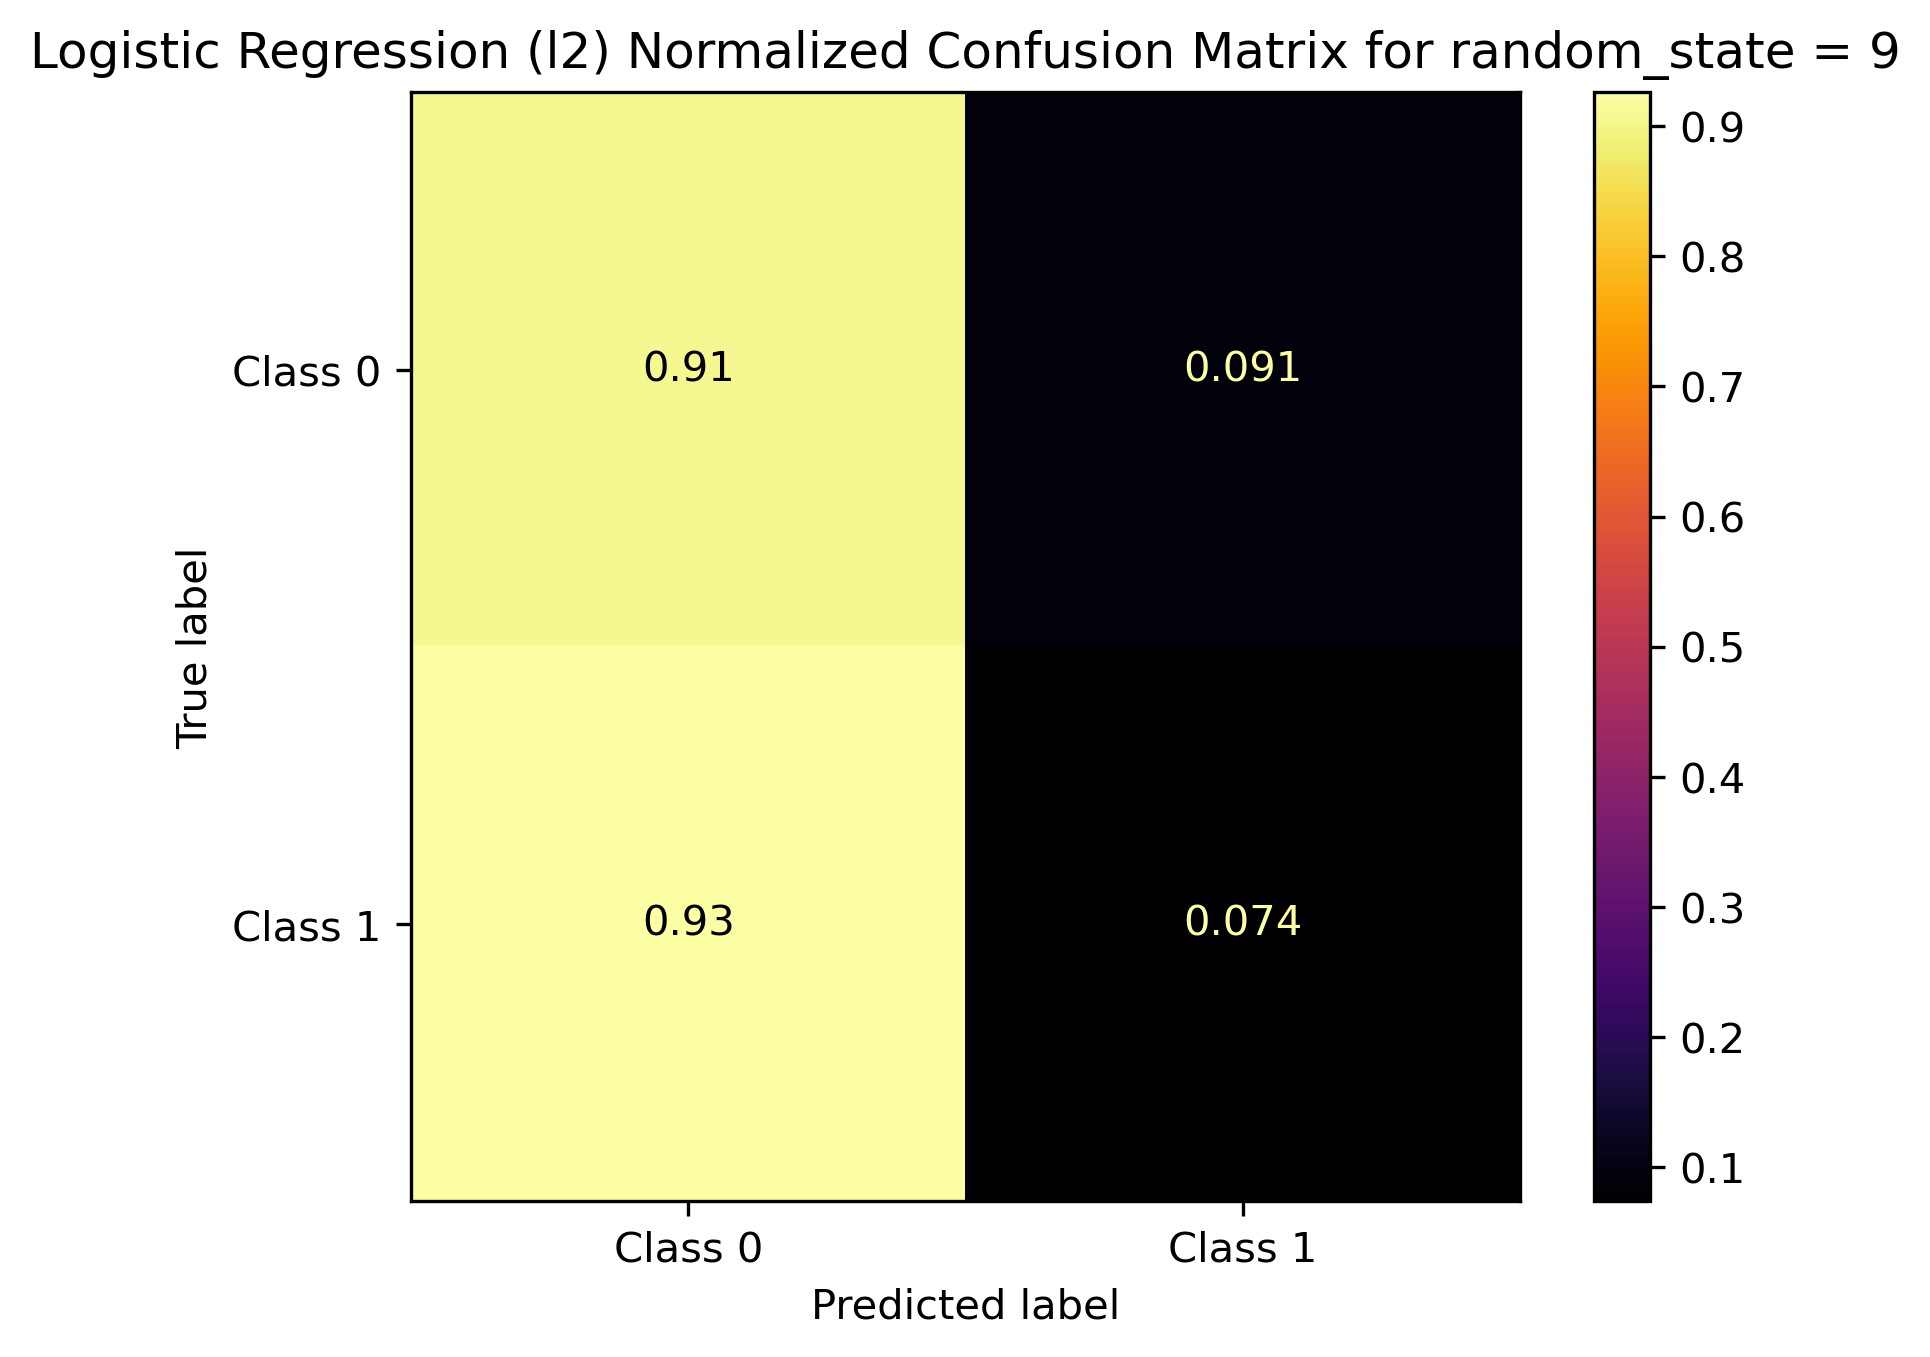 Logistic Regression (l2) Normalized Confusion Matrix for random_state = 9
True label
Class 0
0.91
0.091
Class 1
0.93
0.074
Class 0
Class 1
Predicted label
0.9
0.8
0.7
0.6
0.5
0.4
0.3
0.2
0.1